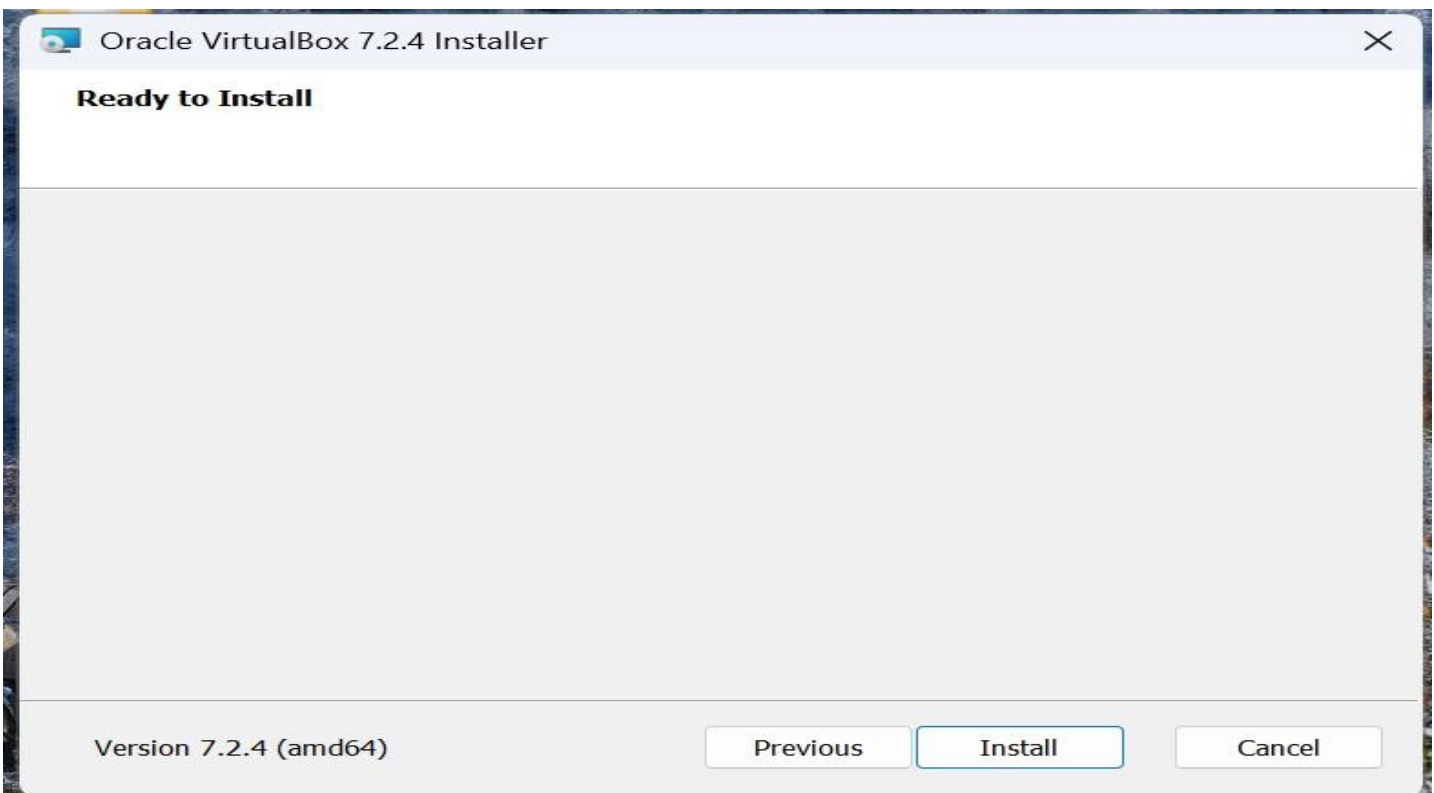 Oracle VirtualBox 7.2.4 Installer
Ready to Install
Version 7.2.4 (amd64)
Previous
Install
Cancel